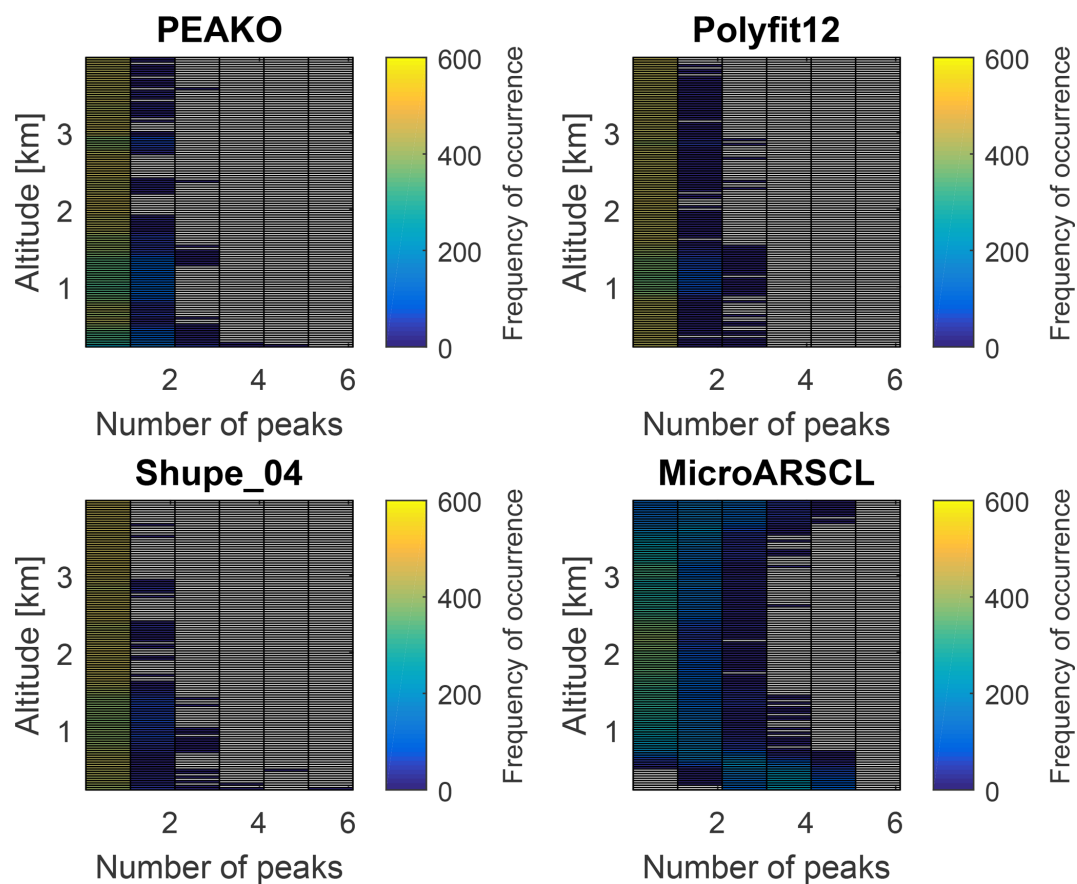 PEAKO
Altitude [km]
3
2
1
2 4 6
Number of peaks
600
400
200
0
Frequency of occurrence
Polyfit12
Altitude [km]
3
2
1
2 4 6
Number of peaks
600
400
200
0
Frequency of occurrence
Shupe_04
Altitude [km]
3
2
1
2 4 6
Number of peaks
600
400
200
0
Frequency of occurrence
MicroARSCL
Altitude [km]
3
2
1
2 4 6
Number of peaks
600
400
200
0
Frequency of occurrence